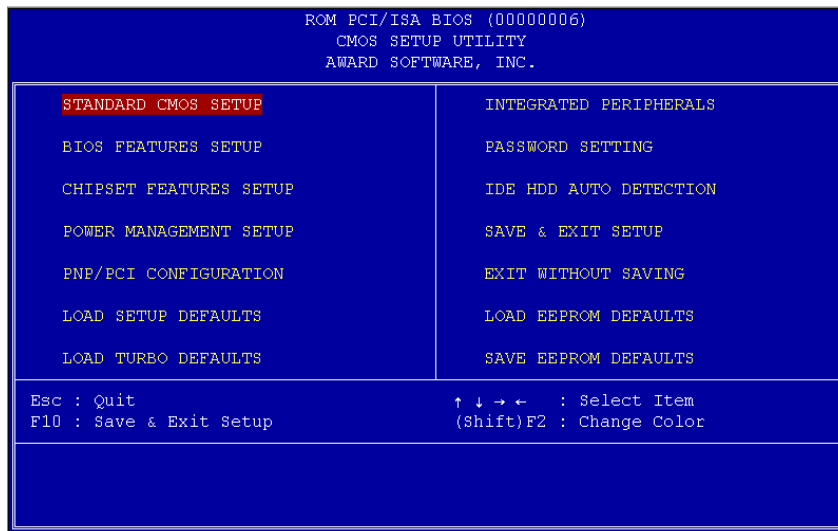 ROM PCI/ISA BIOS (00000006)
CMOS SETUP UTILITY
AWARD SOFTWARE, INC.
STANDARD CMOS SETUP
BIOS FEATURES SETUP
CHIPSET FEATURES SETUP
POWER MANAGEMENT SETUP
PNP/PCI CONFIGURATION
LOAD SETUP DEFAULTS
LOAD TURBO DEFAULTS
INTEGRATED PERIPHERALS
PASSWORD SETTING
IDE HDD AUTO DETECTION
SAVE & EXIT SETUP
EXIT WITHOUT SAVING
LOAD EEPROM DEFAULTS
SAVE EEPROM DEFAULTS
Esc : Quit
F10 : Save & Exit Setup
↑ ↓ → ← : Select Item
(Shift)F2 : Change Color